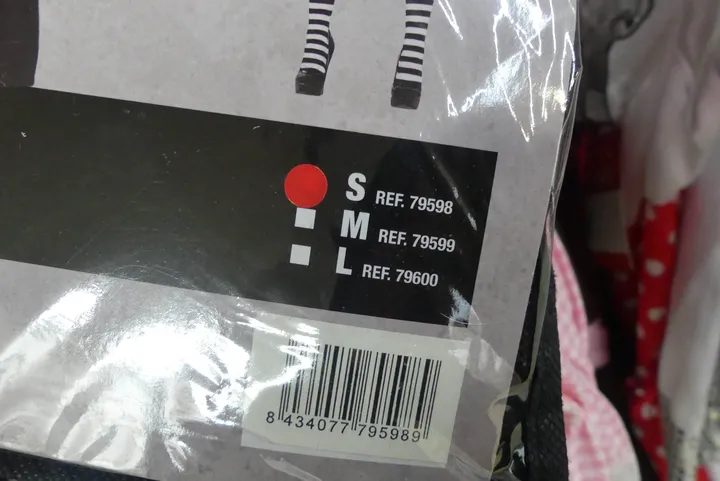 S REF. 79598
M REF. 79599
L REF. 79600
8 434077 795989